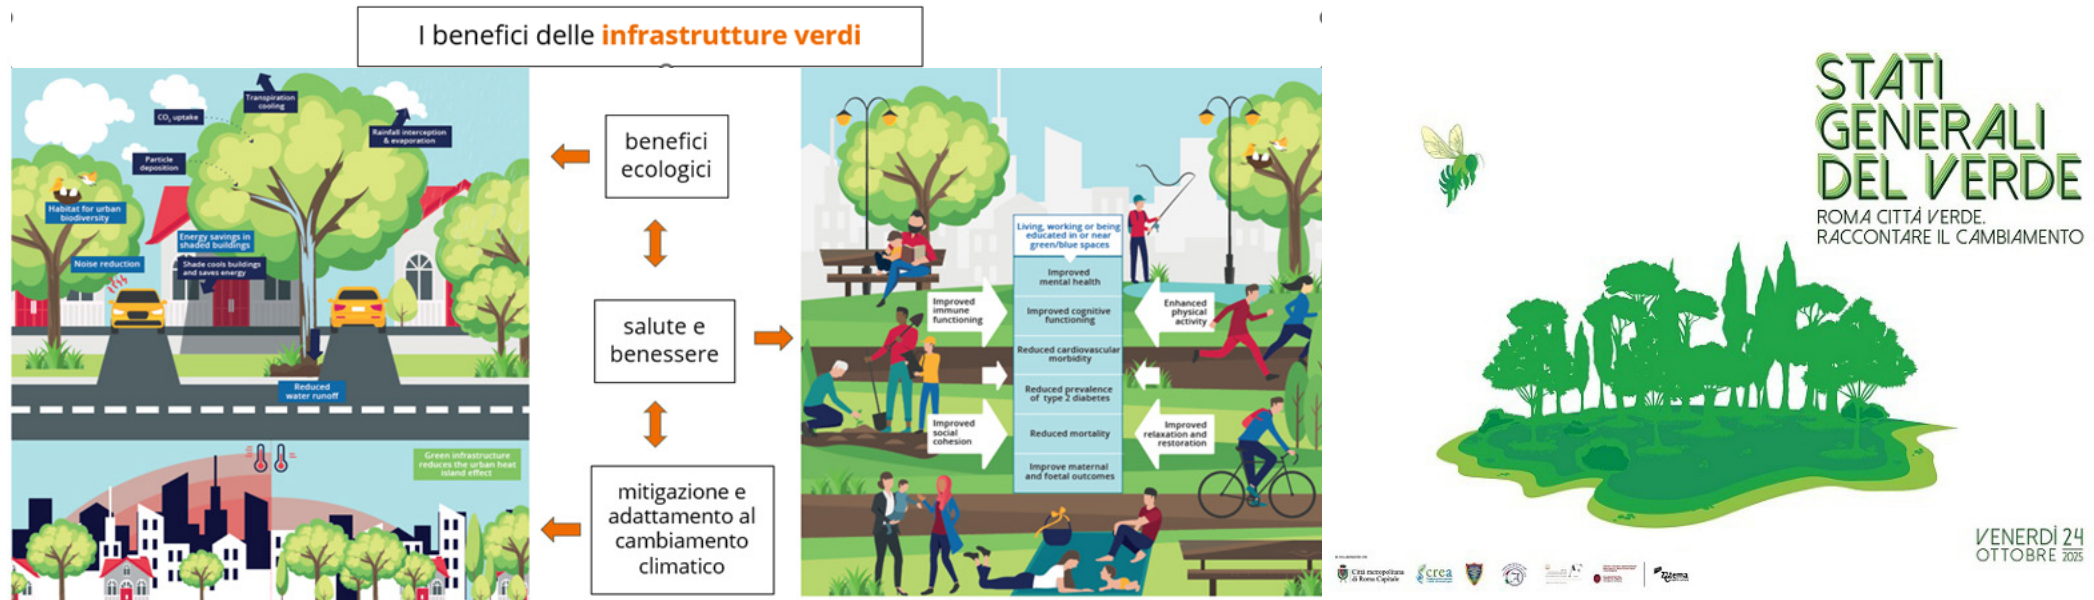 I benefici delle infrastrutture verdi
Transpiration
cooling
CO₂ uptake
Rainfall interception
& evaporation
Particle
deposition
Habitat for urban
biodiversity
Energy savings in
shaded buildings
Noise reduction
Shade cools buildings
and saves energy
Reduced
water runoff
Green infrastructure
reduces the urban heat
island effect
benefici
ecologici
salute e
benessere
mitigazione e
adattamento al
cambiamento
climatico
Living, working or being
educated in or near
green/blue spaces
Improved
mental health
Improved cognitive
functioning
Reduced cardiovascular
morbidity
Reduced prevalence
of type 2 diabetes
Reduced mortality
Improve maternal
and foetal outcomes
Improved
immune
functioning
Enhanced
physical
activity
Improved
social
cohesion
Improved
relaxation and
restoration
STATI
GENERALI
DEL VERDE
ROMA CITTÀ VERDE.
RACCONTARE IL CAMBIAMENTO
VENERDÌ 24
OTTOBRE 2025
Città metropolitana
di Roma Capitale
crea